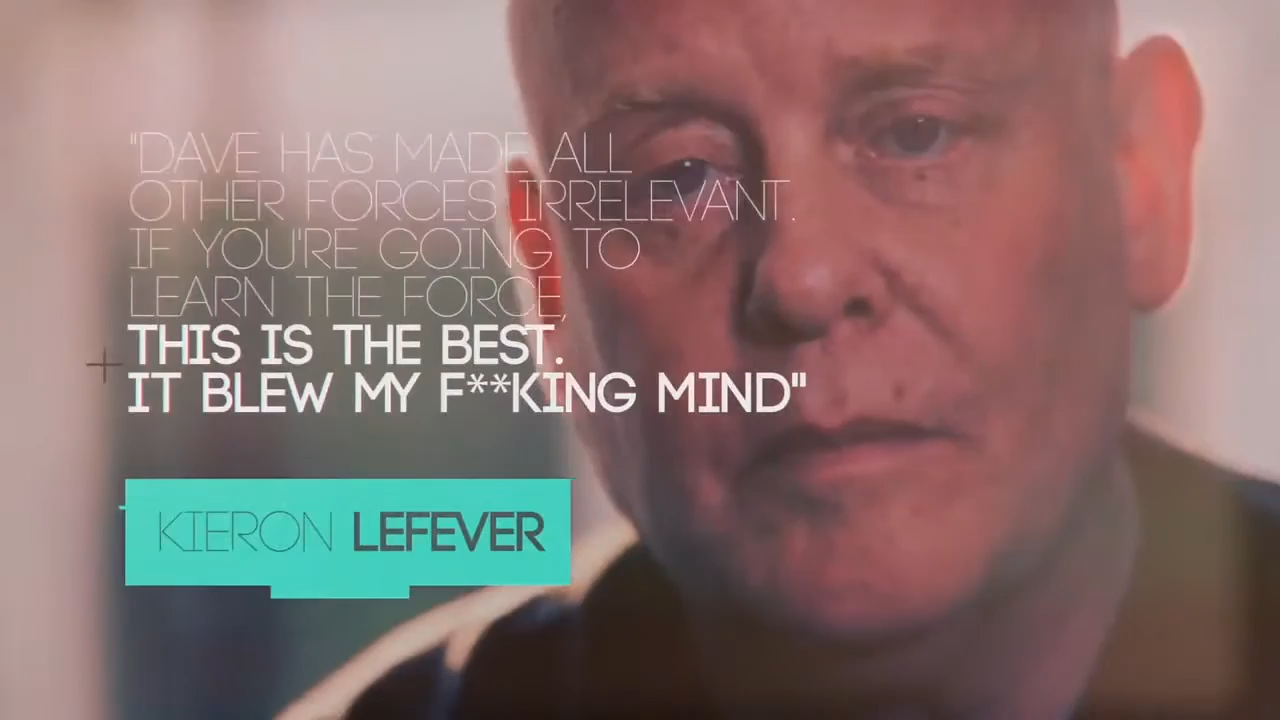 "DAVE HAS MADE ALL
OTHER FORCES IRRELEVANT.
IF YOU'RE GOING TO
LEARN THE FORCE,
THIS IS THE BEST.
IT BLEW MY F**KING MIND"
KIERON LEFEVER